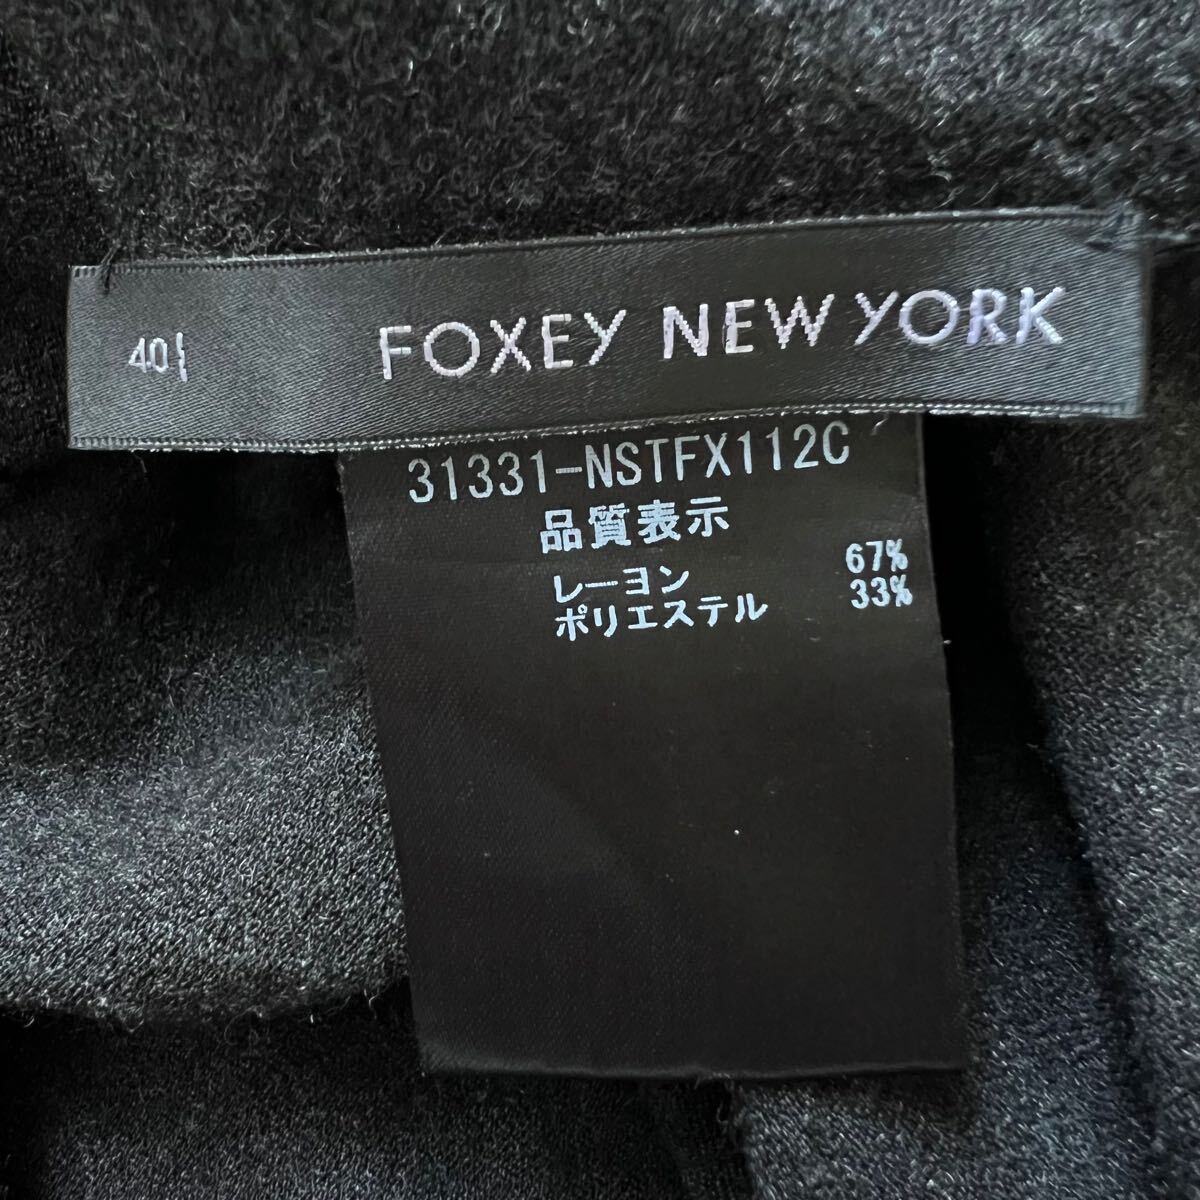 40
FOXEY NEW YORK
31331-NSTFX112C
品質表示
レーヨン 67%
ポリエステル 33%